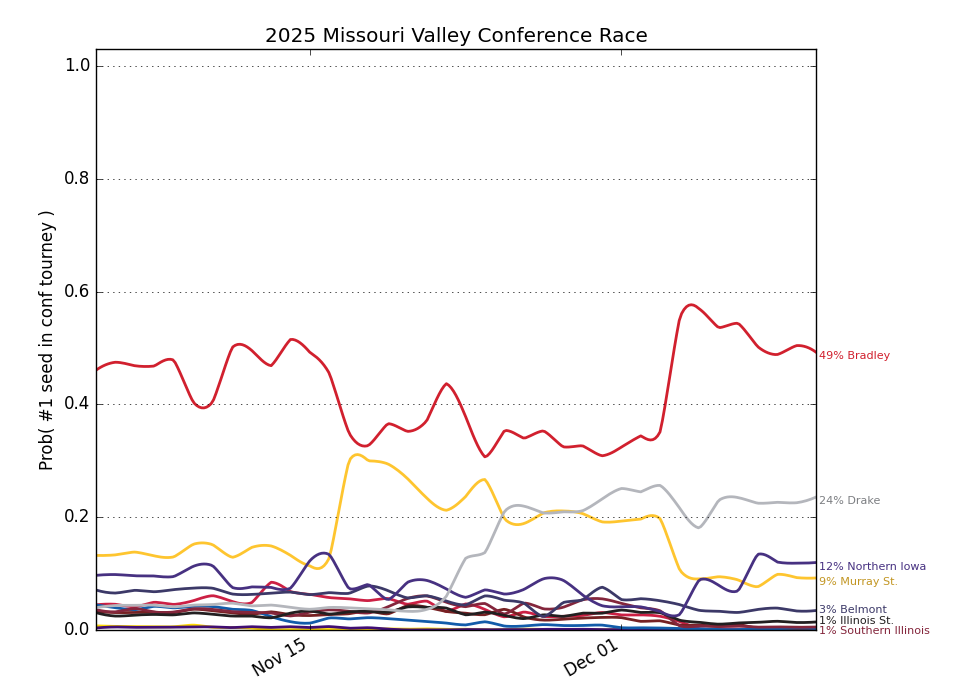 2025 Missouri Valley Conference Race
Prob( #1 seed in conf tourney )
1.0
0.8
0.6
0.4
0.2
0.0
Nov 15
Dec 01
49% Bradley
24% Drake
12% Northern Iowa
9% Murray St.
3% Belmont
1% Illinois St.
1% Southern Illinois